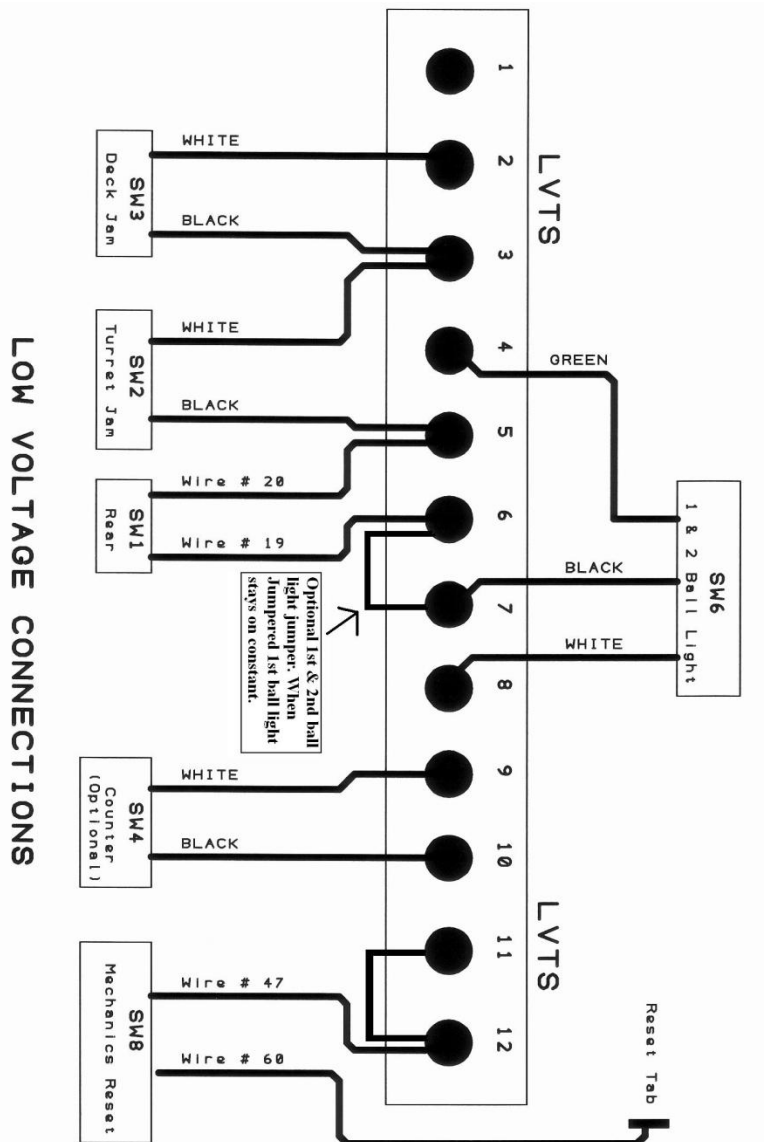 LOW VOLTAGE CONNECTIONS
LVTS
LVTS
1
2
3
4
5
6
7
8
9
10
11
12
WHITE
BLACK
SW3
Deck Jam
WHITE
BLACK
SW2
Turret Jam
Wire # 20
Wire # 19
SW1
Rear
Optional 1st & 2nd ball
light jumper. When
Jumpered 1st ball light
stays on constant.
GREEN
BLACK
WHITE
SW6
1 & 2 Ball Light
WHITE
BLACK
SW4
Counter
(Optional)
Wire # 47
Wire # 60
SW8
Mechanics Reset
Reset Tab